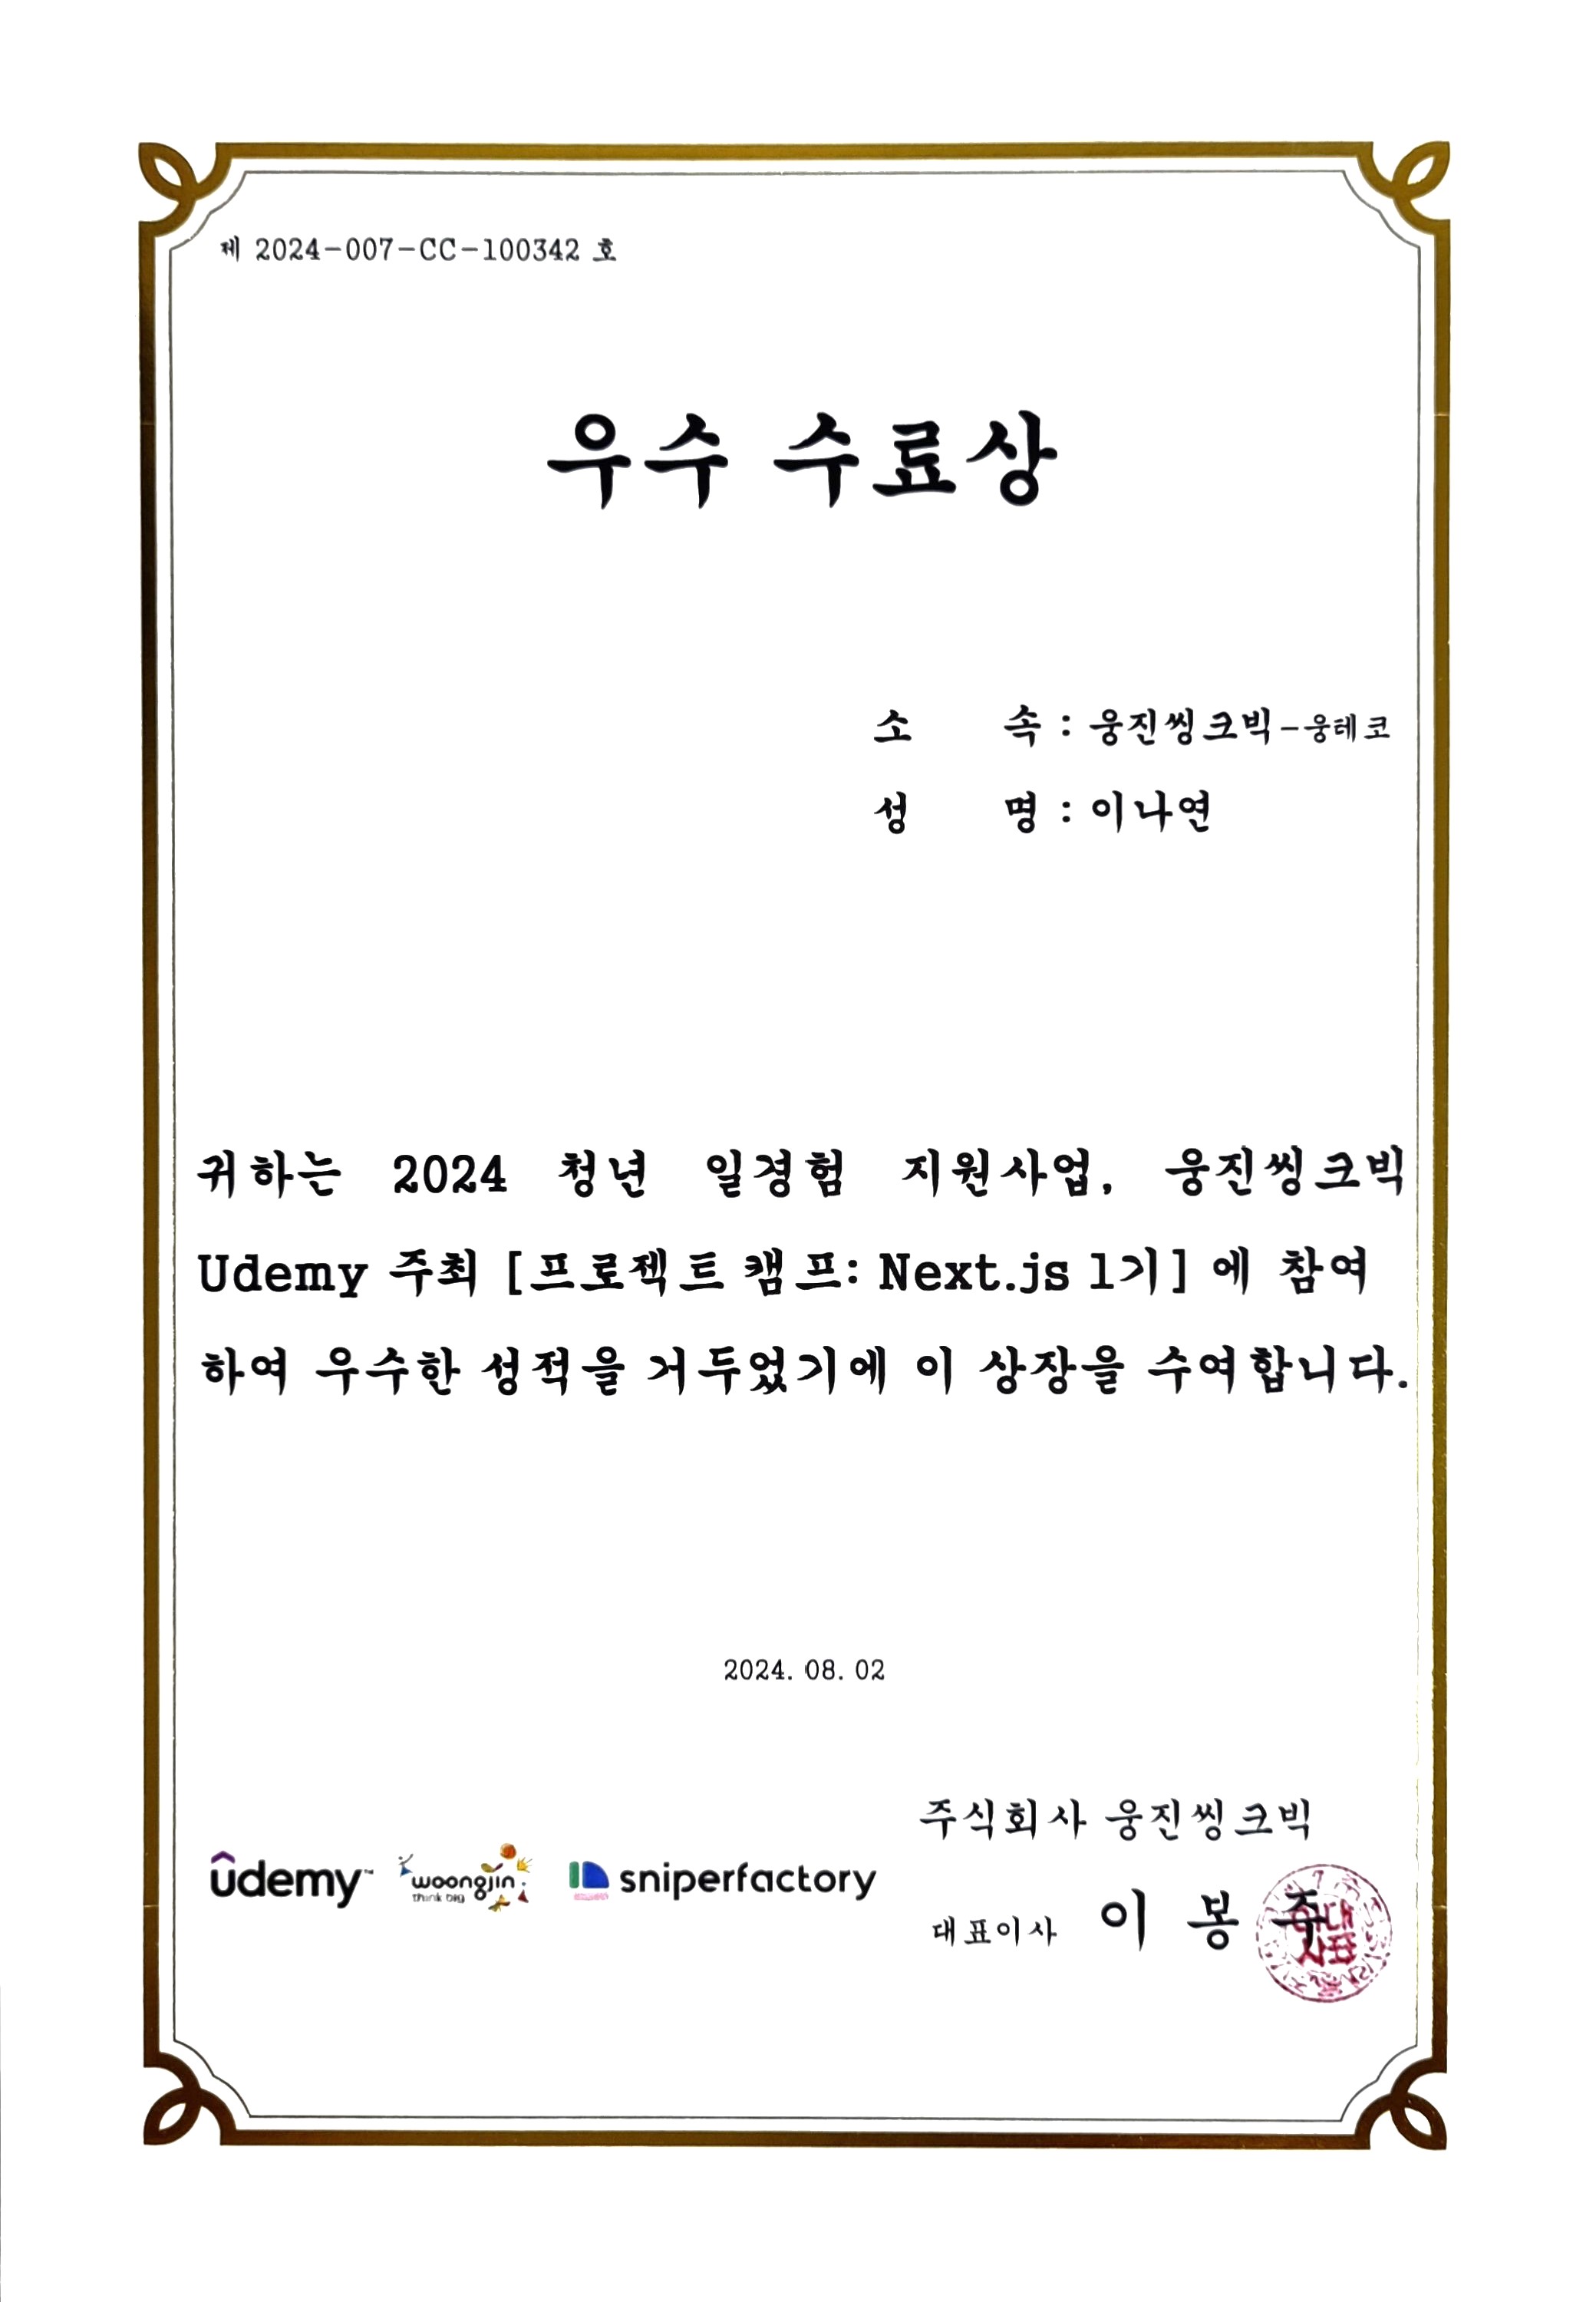 제 2024-007-CC-100342 호
우수 수료상
소 속 : 웅진씽크빅-웅테코
성 명 : 이나연
귀하는 2024 청년 일경험 지원사업, 웅진씽크빅
Udemy 주최 [프로젝트 캠프: Next.js 1기] 에 참여
하여 우수한 성적을 거두었기에 이 상장을 수여합니다.
2024. 08. 02
주식회사 웅진씽크빅
udemy woongjin sniperfactory
think big
대표이사 이 봉 주